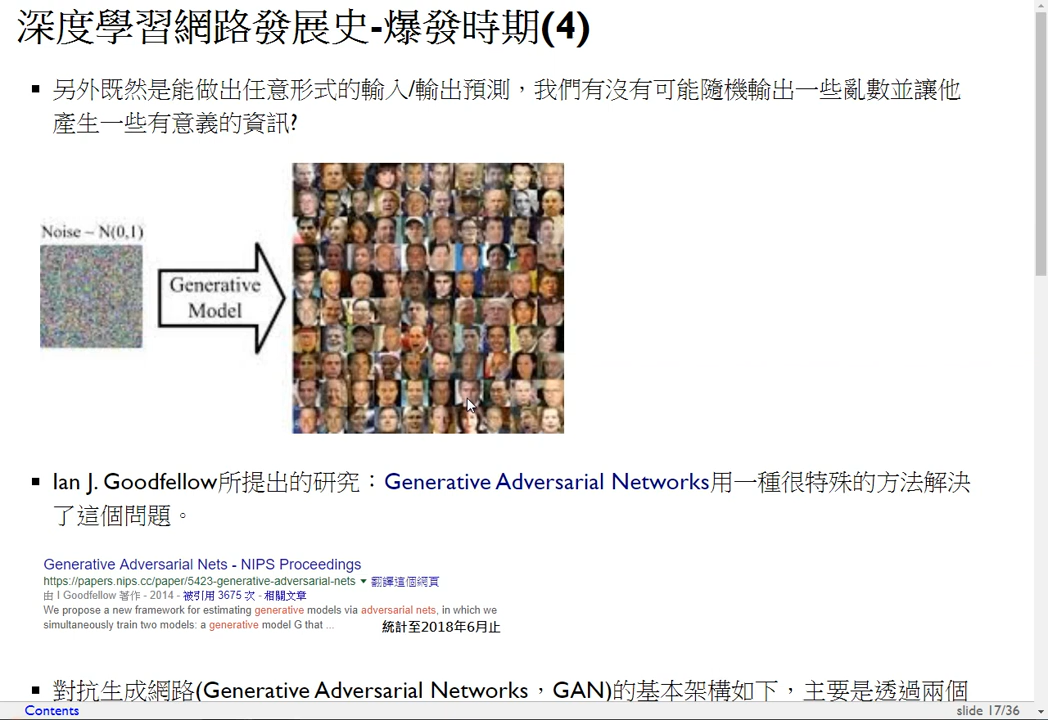 深度學習網路發展史-爆發時期(4)
另外既然是能做出任意形式的輸入/輸出預測，我們有沒有可能隨機輸出一些亂數並讓他
產生一些有意義的資訊?
Noise ~ N(0,1)
Generative
Model
Ian J. Goodfellow所提出的研究：Generative Adversarial Networks用一種很特殊的方法解決
了這個問題。
Generative Adversarial Nets - NIPS Proceedings
https://papers.nips.cc/paper/5423-generative-adversarial-nets ▼ 翻譯這個網頁
由 I Goodfellow 著作 - 2014 - 被引用 3675 次 - 相關文章
We propose a new framework for estimating generative models via adversarial nets, in which we
simultaneously train two models: a generative model G that ...
統計至2018年6月止
對抗生成網路(Generative Adversarial Networks，GAN)的基本架構如下，主要是透過兩個
Contents
slide 17/36